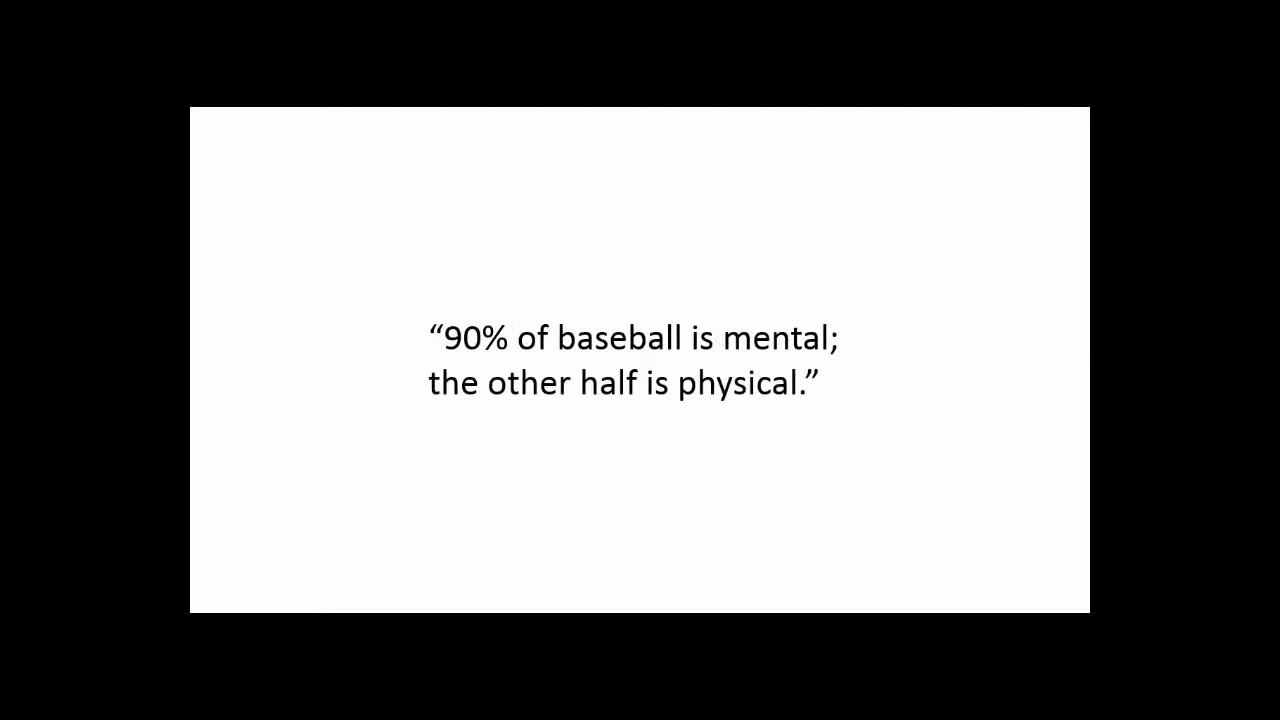 “90% of baseball is mental;
the other half is physical.”